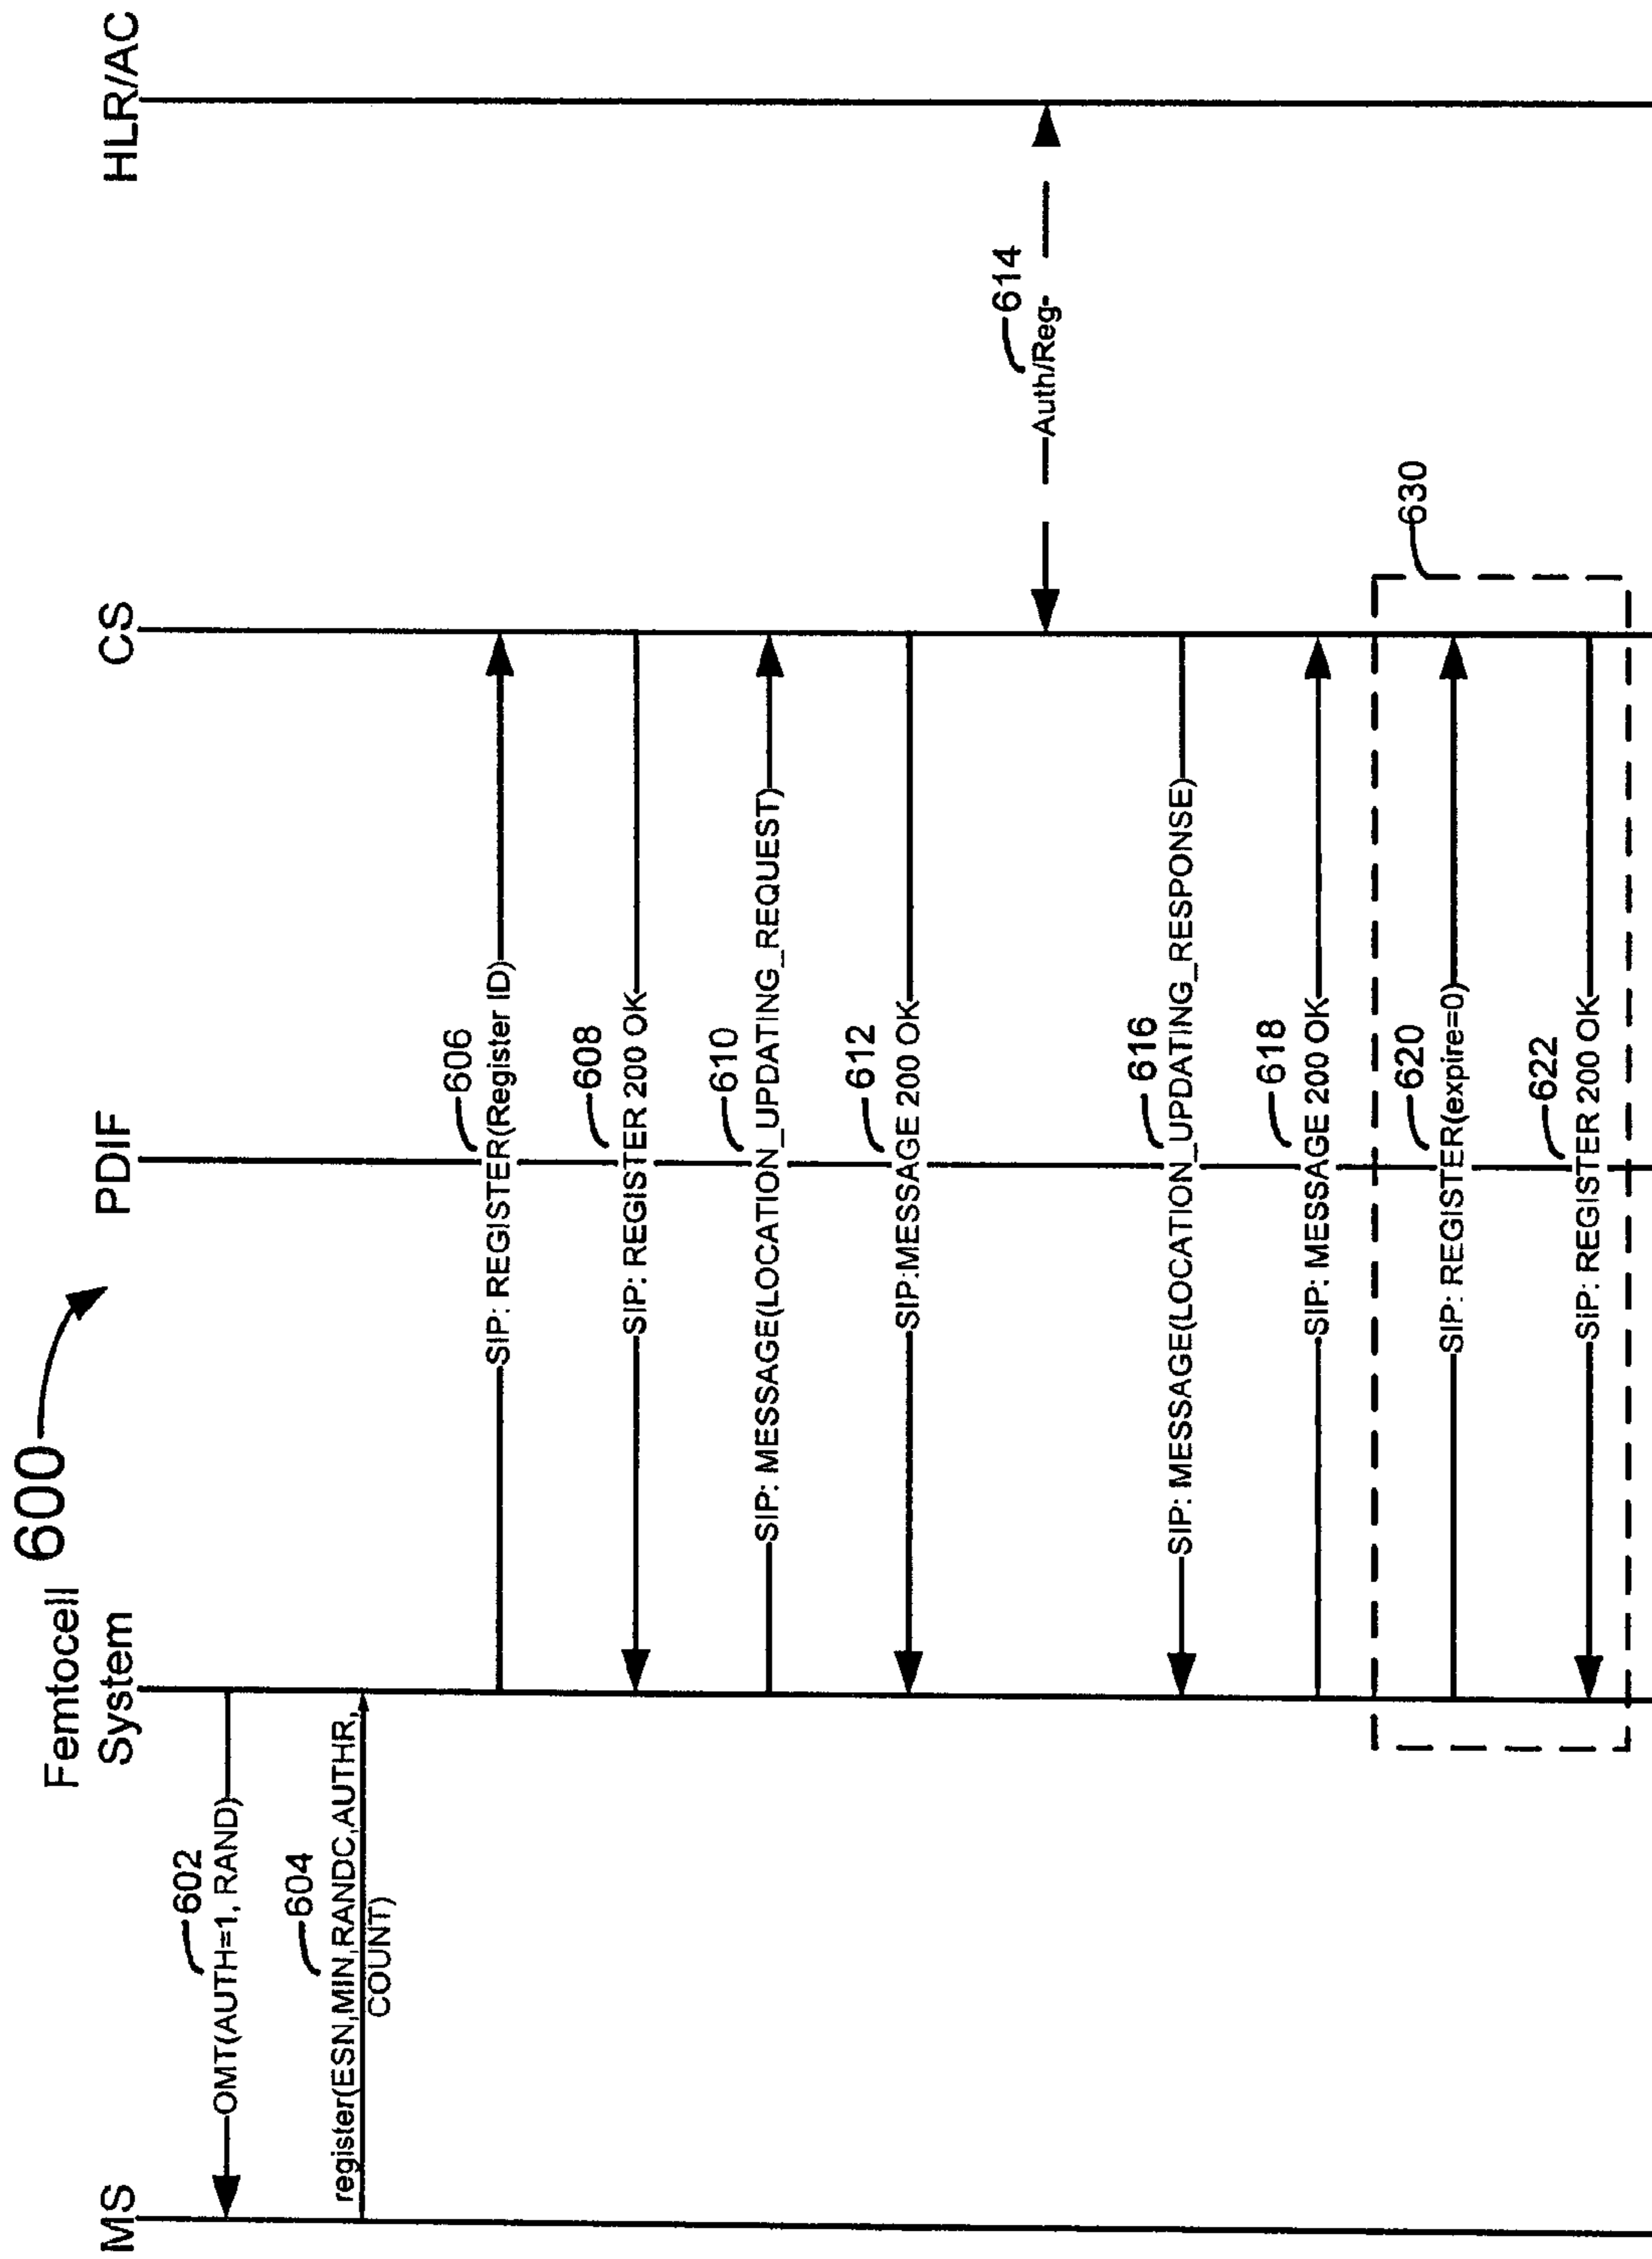 600
MS
Femtocell
System
PDIF
CS
HLR/AC
602
OMT(AUTH=1, RAND)
604
register(ESN,MIN,RANDC,AUTHR,
COUNT)
606
SIP: REGISTER(Register ID)
608
SIP: REGISTER 200 OK
610
SIP: MESSAGE(LOCATION_UPDATING_REQUEST)
612
SIP:MESSAGE 200 OK
614
Auth/Reg
616
SIP: MESSAGE(LOCATION_UPDATING_RESPONSE)
618
SIP: MESSAGE 200 OK
630
620
SIP: REGISTER(expire=0)
622
SIP: REGISTER 200 OK